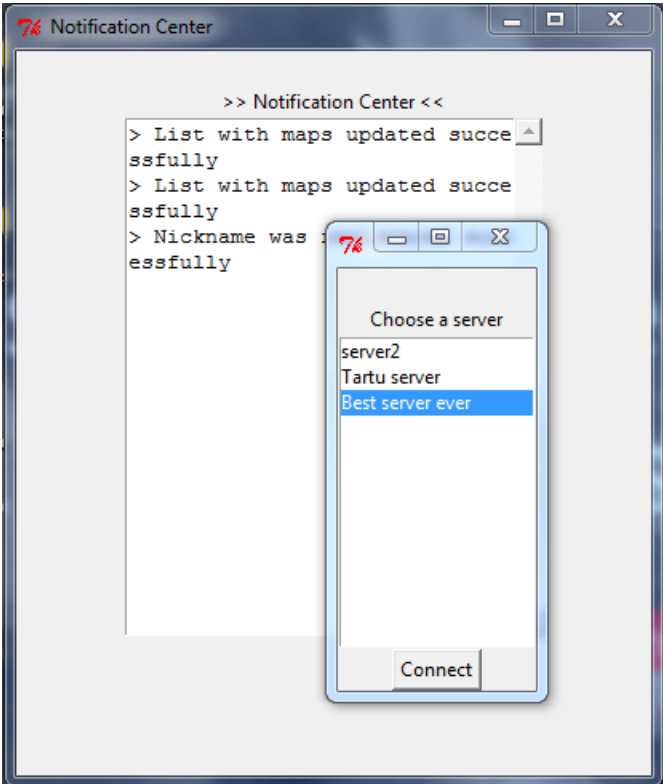 Notification Center
>> Notification Center <<
> List with maps updated succe
ssfully
> List with maps updated succe
ssfully
> Nickname was
essfully
Choose a server
server2
Tartu server
Best server ever
Connect